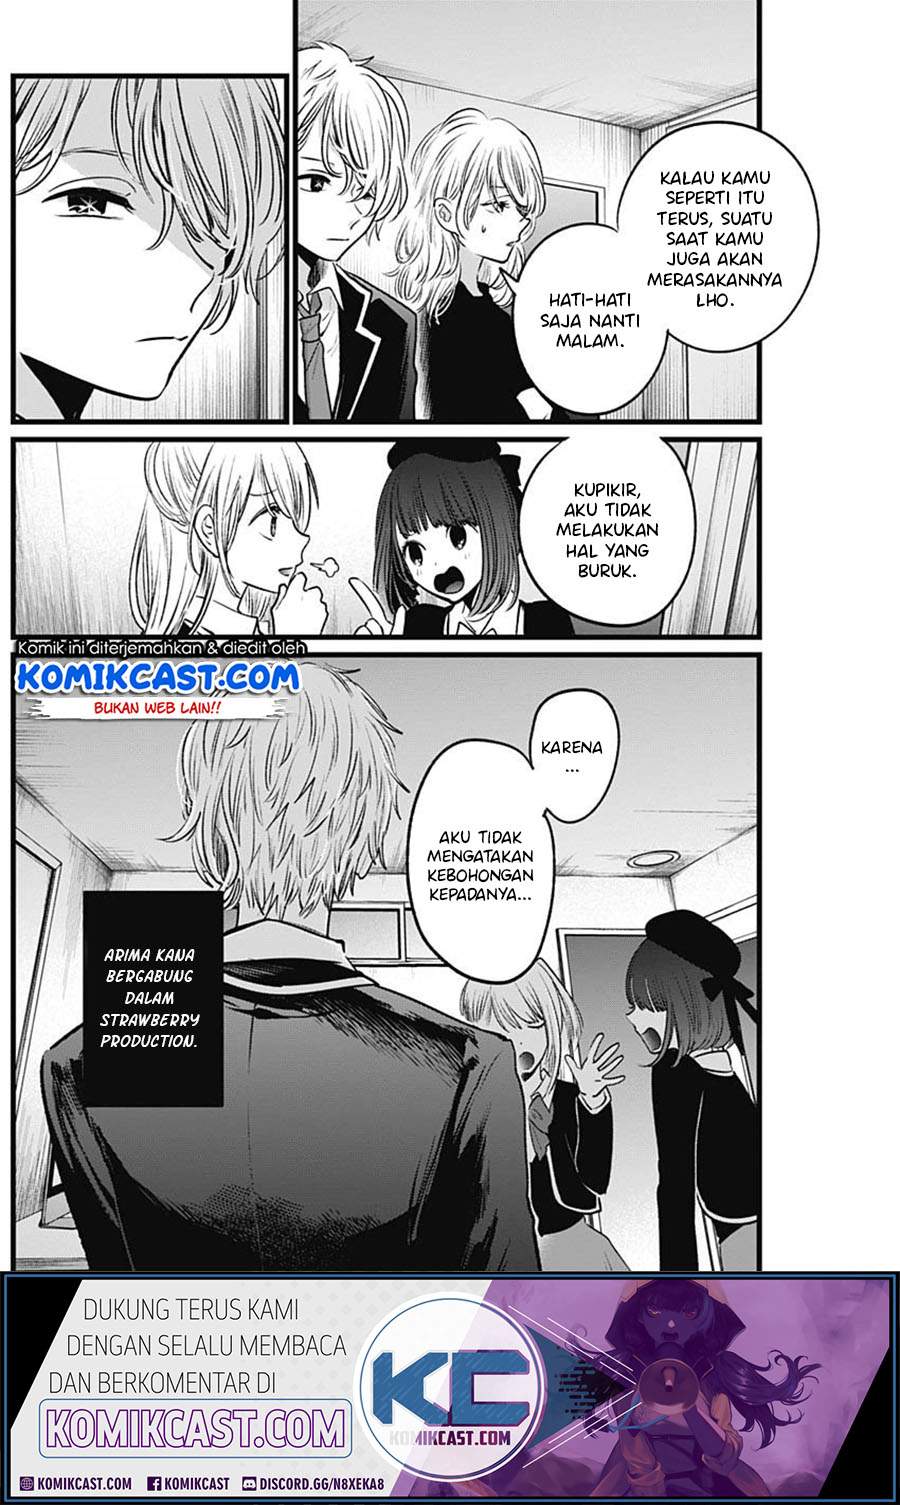 KALAU KAMU
SEPERTI ITU
TERUS, SUATU
SAAT KAMU
JUGA AKAN
MERASAKANNYA
LHO.
HATI-HATI
SAJA NANTI
MALAM.
KUPIKIR,
AKU TIDAK
MELAKUKAN
HAL YANG
BURUK.
Komik ini diterjemahkan & diedit oleh
KOMIKCAST.COM
BUKAN WEB LAIN!!
KARENA
...
AKU TIDAK
MENGATAKAN
KEBOHONGAN
KEPADANYA...
ARIMA KANA
BERGABUNG
DALAM
STRAWBERRY
PRODUCTION.
DUKUNG TERUS KAMI
DENGAN SELALU MEMBACA
DAN BERKOMENTAR DI
KOMIKCAST.COM
KC
KOMIKCAST.COM
KOMIKCAST.COM KOMIKCAST DISCORD.GG/N8XEKA8